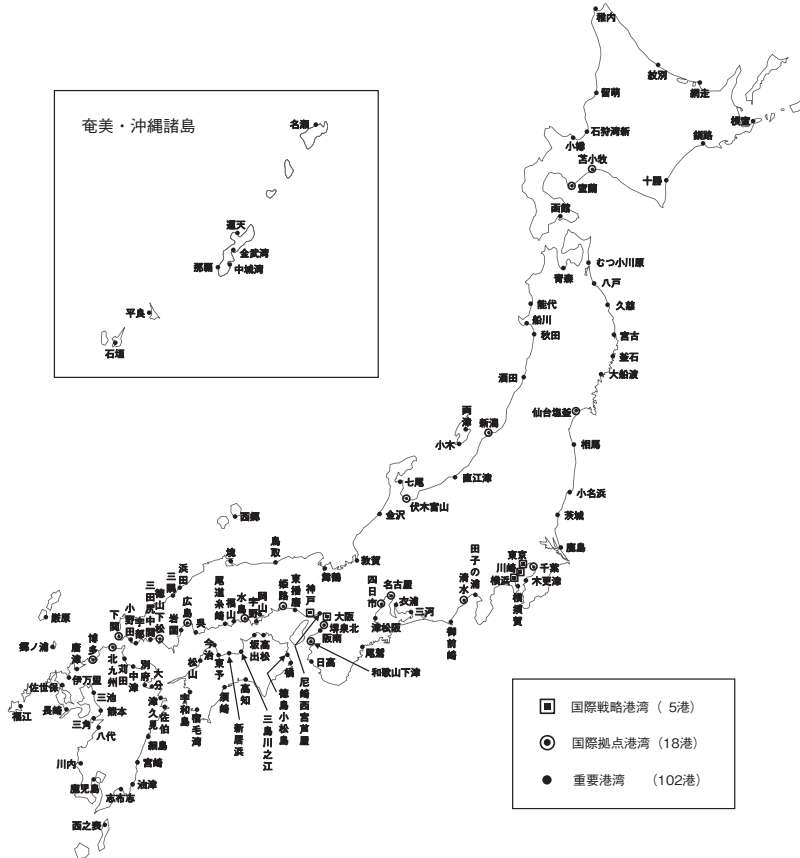 奄美・沖縄諸島
名瀬
運天
金武湾
那覇
中城湾
平良
石垣
稚内
紋別
網走
留萌
根室
石狩湾新
小樽
釧路
苫小牧
十勝
室蘭
函館
むつ小川原
青森
八戸
能代
久慈
船川
秋田
宮古
釜石
大船渡
酒田
仙台塩釜
両津
新潟
小木
相馬
七尾
直江津
伏木富山
小名浜
金沢
茨城
西郷
鹿島
鳥取
境
敦賀
舞鶴
田子の浦
清水
東京
川崎
千葉
横浜
木更津
横須賀
浜田
三隅
名古屋
四日市
衣浦
三河
津松阪
御前崎
尾鷲
神戸
東播磨
姫路
大阪
堺泉北
阪南
和歌山下津
日高
岡山
宇野
水島
福山
尾道糸崎
呉
広島
岩国
徳山下松
三田尻中関
宇部
小野田
下関
厳原
郷ノ浦
博多
唐津
北九州
苅田
中津
別府
大分
津久見
佐伯
松山
今治
東予
坂出
高松
高知
須崎
宇和島
宿毛湾
新居浜
三島川之江
徳島小松島
橘
尼崎西宮芦屋
伊万里
佐世保
福江
長崎
三池
熊本
三角
八代
細島
川内
宮崎
鹿児島
油津
志布志
西之表
国際戦略港湾（ 5港）
国際拠点港湾（18港）
重要港湾 （102港）